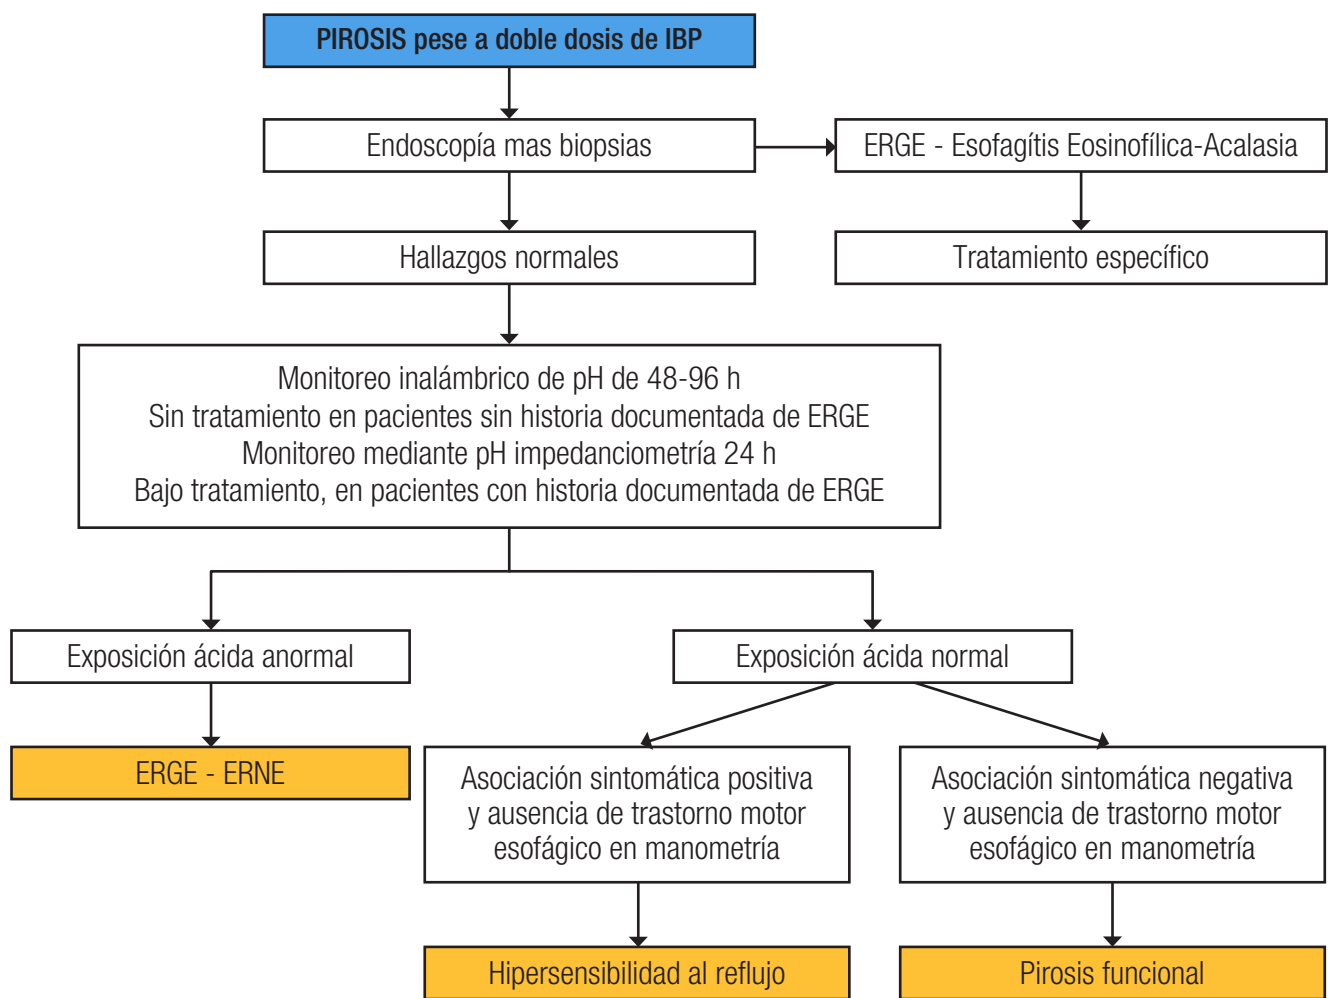 PIROSIS pese a doble dosis de IBP
Endoscopía mas biopsias
ERGE - Esofagítis Eosinofílica-Acalasia
Hallazgos normales
Tratamiento específico
Monitoreo inalámbrico de pH de 48-96 h
Sin tratamiento en pacientes sin historia documentada de ERGE
Monitoreo mediante pH impedanciometría 24 h
Bajo tratamiento, en pacientes con historia documentada de ERGE
Exposición ácida anormal
Exposición ácida normal
ERGE - ERNE
Asociación sintomática positiva
y ausencia de trastorno motor
esofágico en manometría
Asociación sintomática negativa
y ausencia de trastorno motor
esofágico en manometría
Hipersensibilidad al reflujo
Pirosis funcional